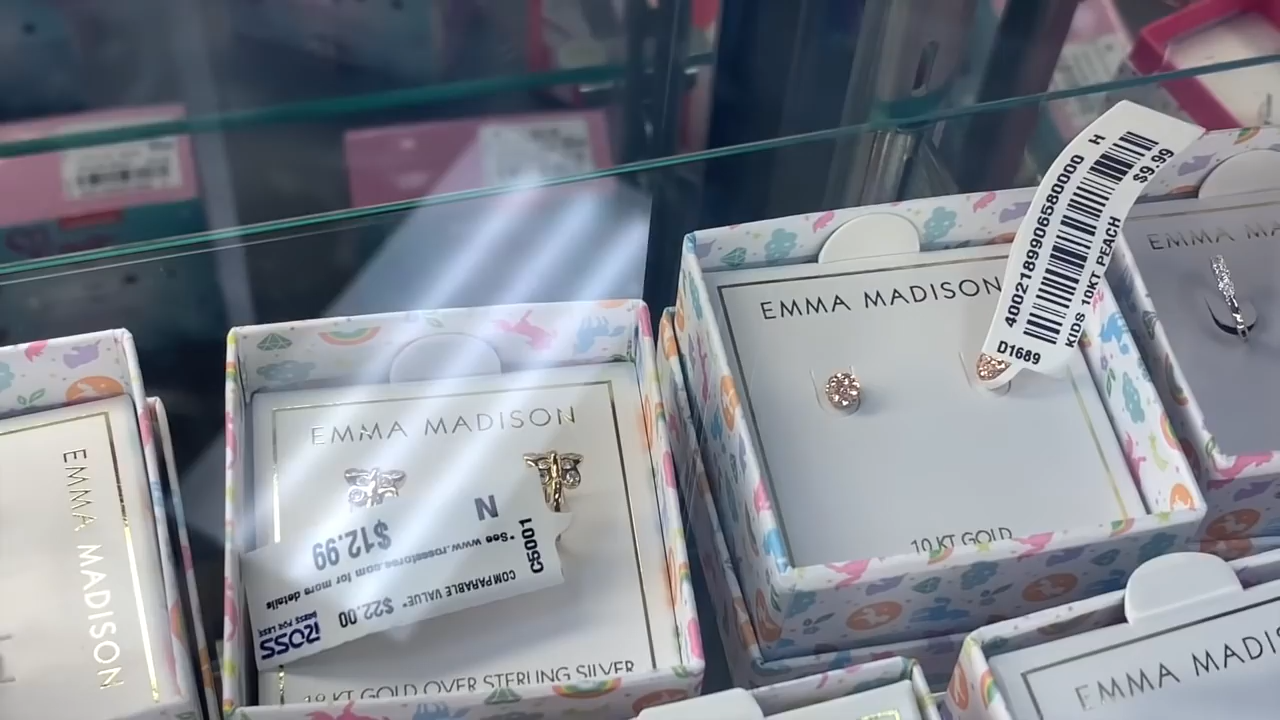 EMMA MADISON
EMMA MADISON
N
$12.99
*See www.rossstores.com for more details
COMPARABLE VALUE*
$22.00
C5001
ROSS
DRESS FOR LESS
18 KT GOLD OVER STERLING SILVER
EMMA MADISON
400218990658000 H
$9.99
KIDS 10KT PEACH
D1689
10 KT GOLD
EMMA MA
EMMA MADI